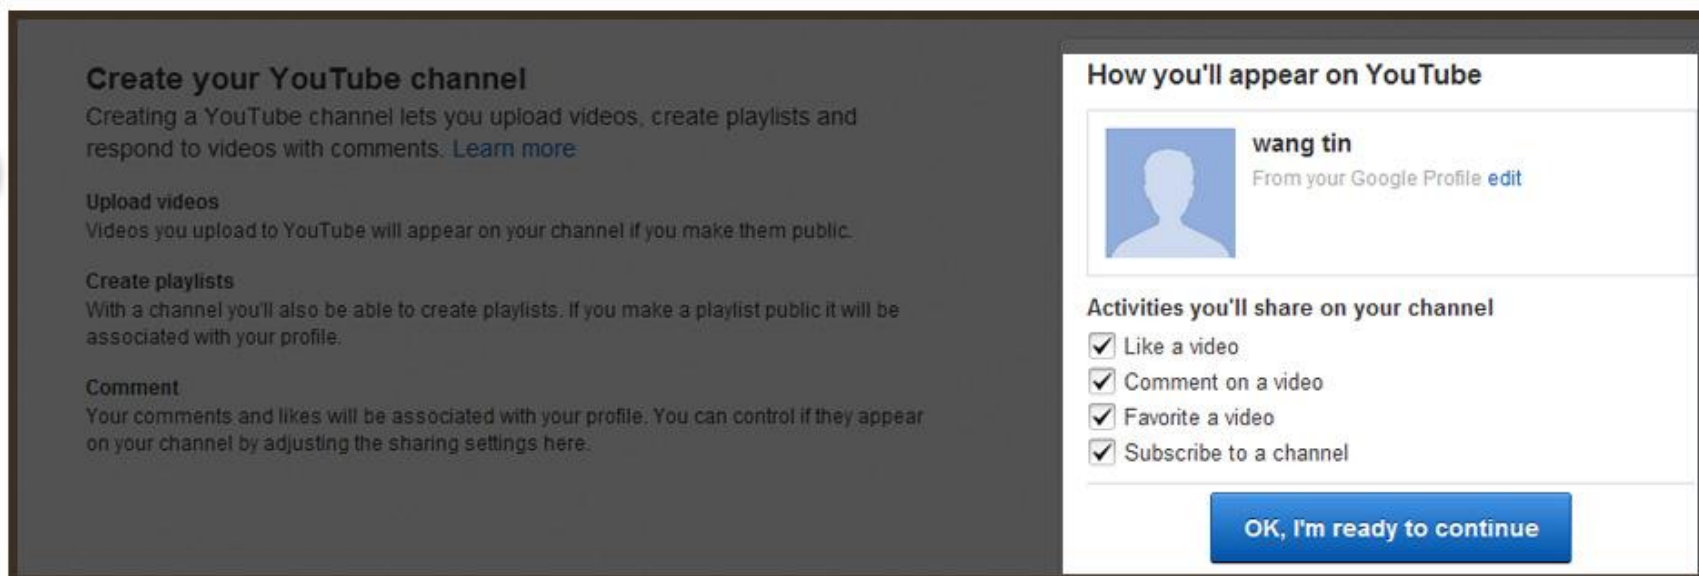 Create your YouTube channel
Creating a YouTube channel lets you upload videos, create playlists and
respond to videos with comments. Learn more
Upload videos
Videos you upload to YouTube will appear on your channel if you make them public.
Create playlists
With a channel you'll also be able to create playlists. If you make a playlist public it will be
associated with your profile.
Comment
Your comments and likes will be associated with your profile. You can control if they appear
on your channel by adjusting the sharing settings here.
How you'll appear on YouTube
wang tin
From your Google Profile edit
Activities you'll share on your channel
Like a video
Comment on a video
Favorite a video
Subscribe to a channel
OK, I'm ready to continue